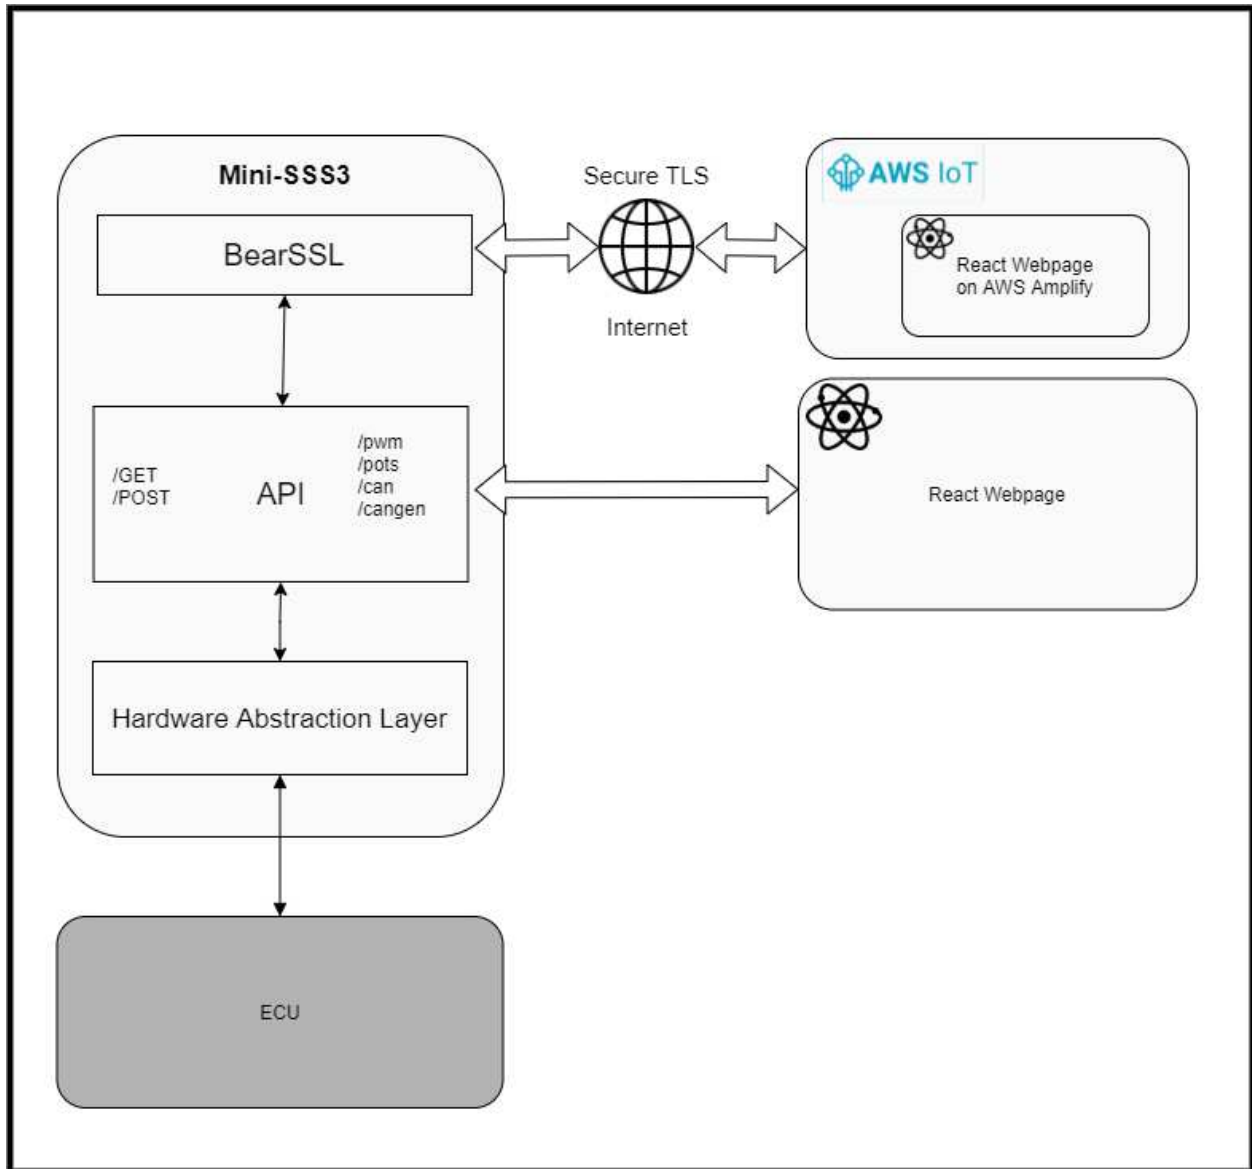 Mini-SSS3
BearSSL
Secure TLS
Internet
AWS IoT
React Webpage
on AWS Amplify
/GET
/POST
API
/pwm
/pots
/can
/cangen
React Webpage
Hardware Abstraction Layer
ECU